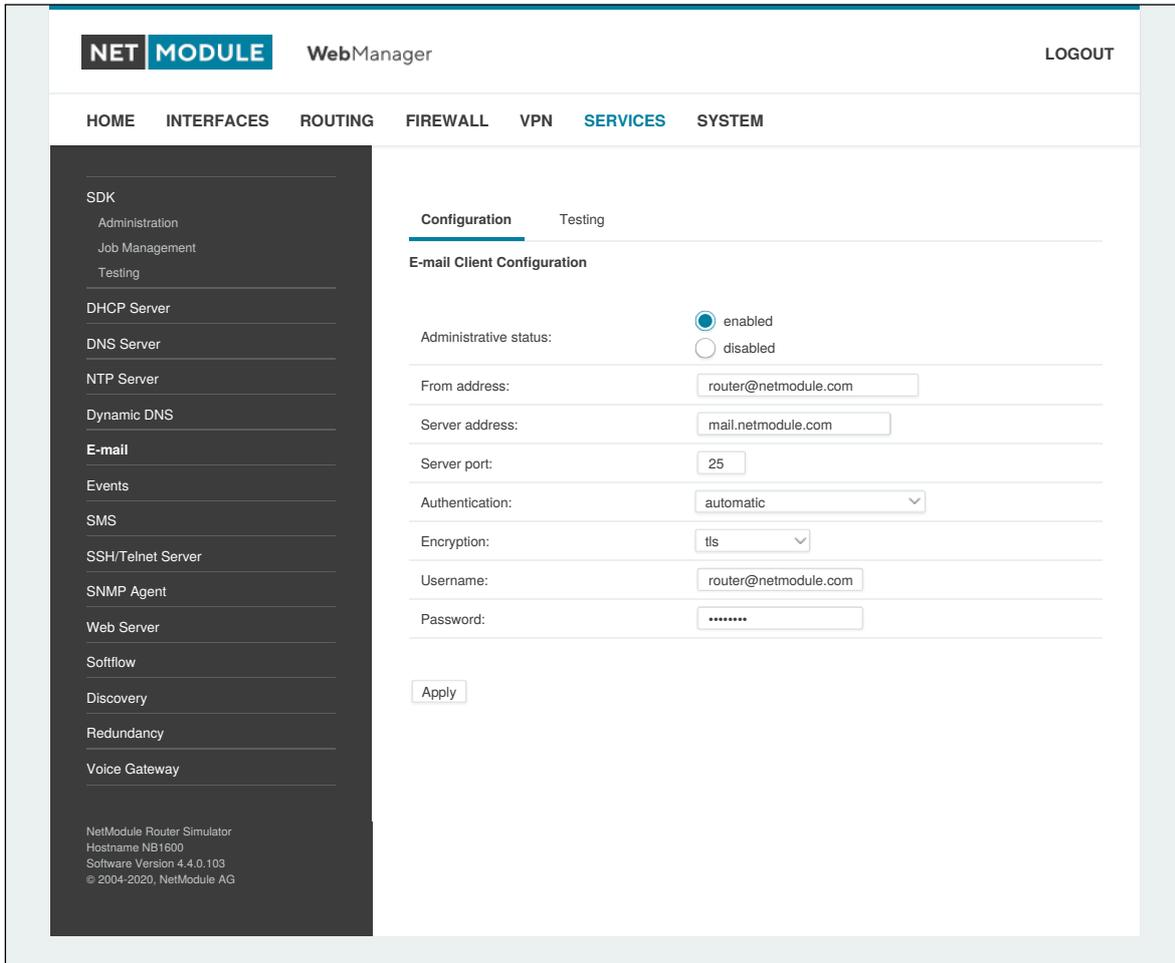 NET MODULE WebManager LOGOUT
HOME INTERFACES ROUTING FIREWALL VPN SERVICES SYSTEM
SDK
Administration
Job Management
Testing
DHCP Server
DNS Server
NTP Server
Dynamic DNS
E-mail
Events
SMS
SSH/Telnet Server
SNMP Agent
Web Server
Softflow
Discovery
Redundancy
Voice Gateway
NetModule Router Simulator
Hostname NB1600
Software Version 4.4.0.103
© 2004-2020, NetModule AG
Configuration Testing
E-mail Client Configuration
Administrative status:
enabled
disabled
From address: router@netmodule.com
Server address: mail.netmodule.com
Server port: 25
Authentication: automatic
Encryption: tls
Username: router@netmodule.com
Password: ••••••••
Apply